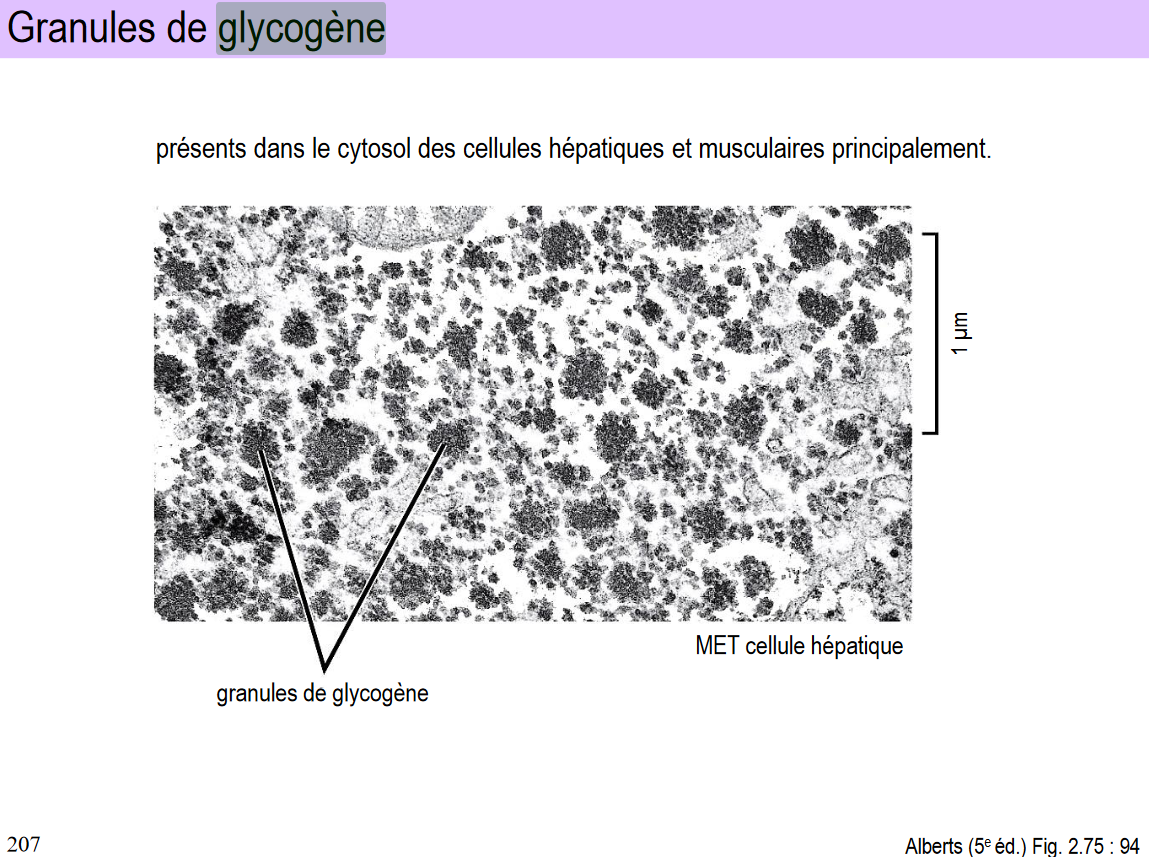 Granules de glycogène
présents dans le cytosol des cellules hépatiques et musculaires principalement.
1 µm
MET cellule hépatique
granules de glycogène
207
Alberts (5e éd.) Fig. 2.75 : 94